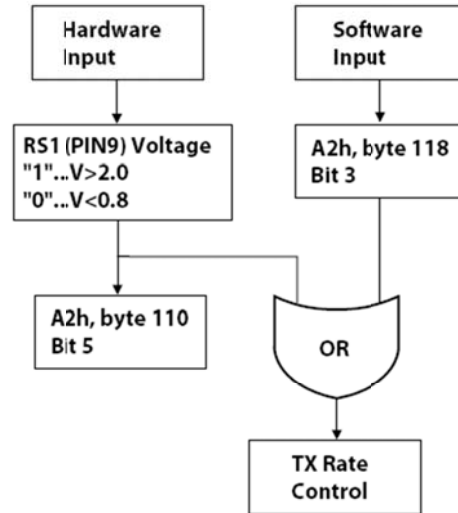 Hardware
Input
Software
Input
RS1 (PIN9) Voltage
"1"...V>2.0
"0"...V<0.8
A2h, byte 118
Bit 3
A2h, byte 110
Bit 5
OR
TX Rate
Control